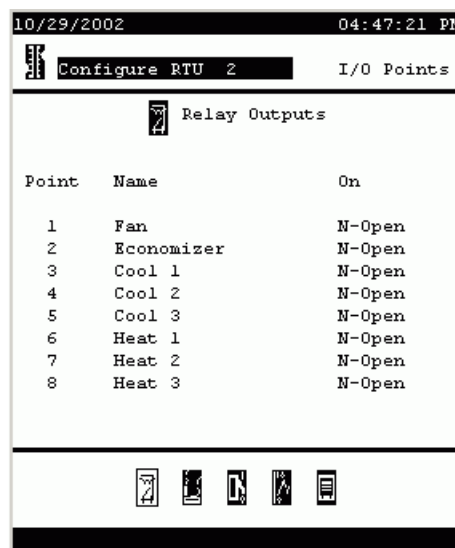 10/29/2002 04:47:21 PM
Configure RTU 2 I/O Points
Relay Outputs
Point Name On
1 Fan N-Open
2 Economizer N-Open
3 Cool 1 N-Open
4 Cool 2 N-Open
5 Cool 3 N-Open
6 Heat 1 N-Open
7 Heat 2 N-Open
8 Heat 3 N-Open